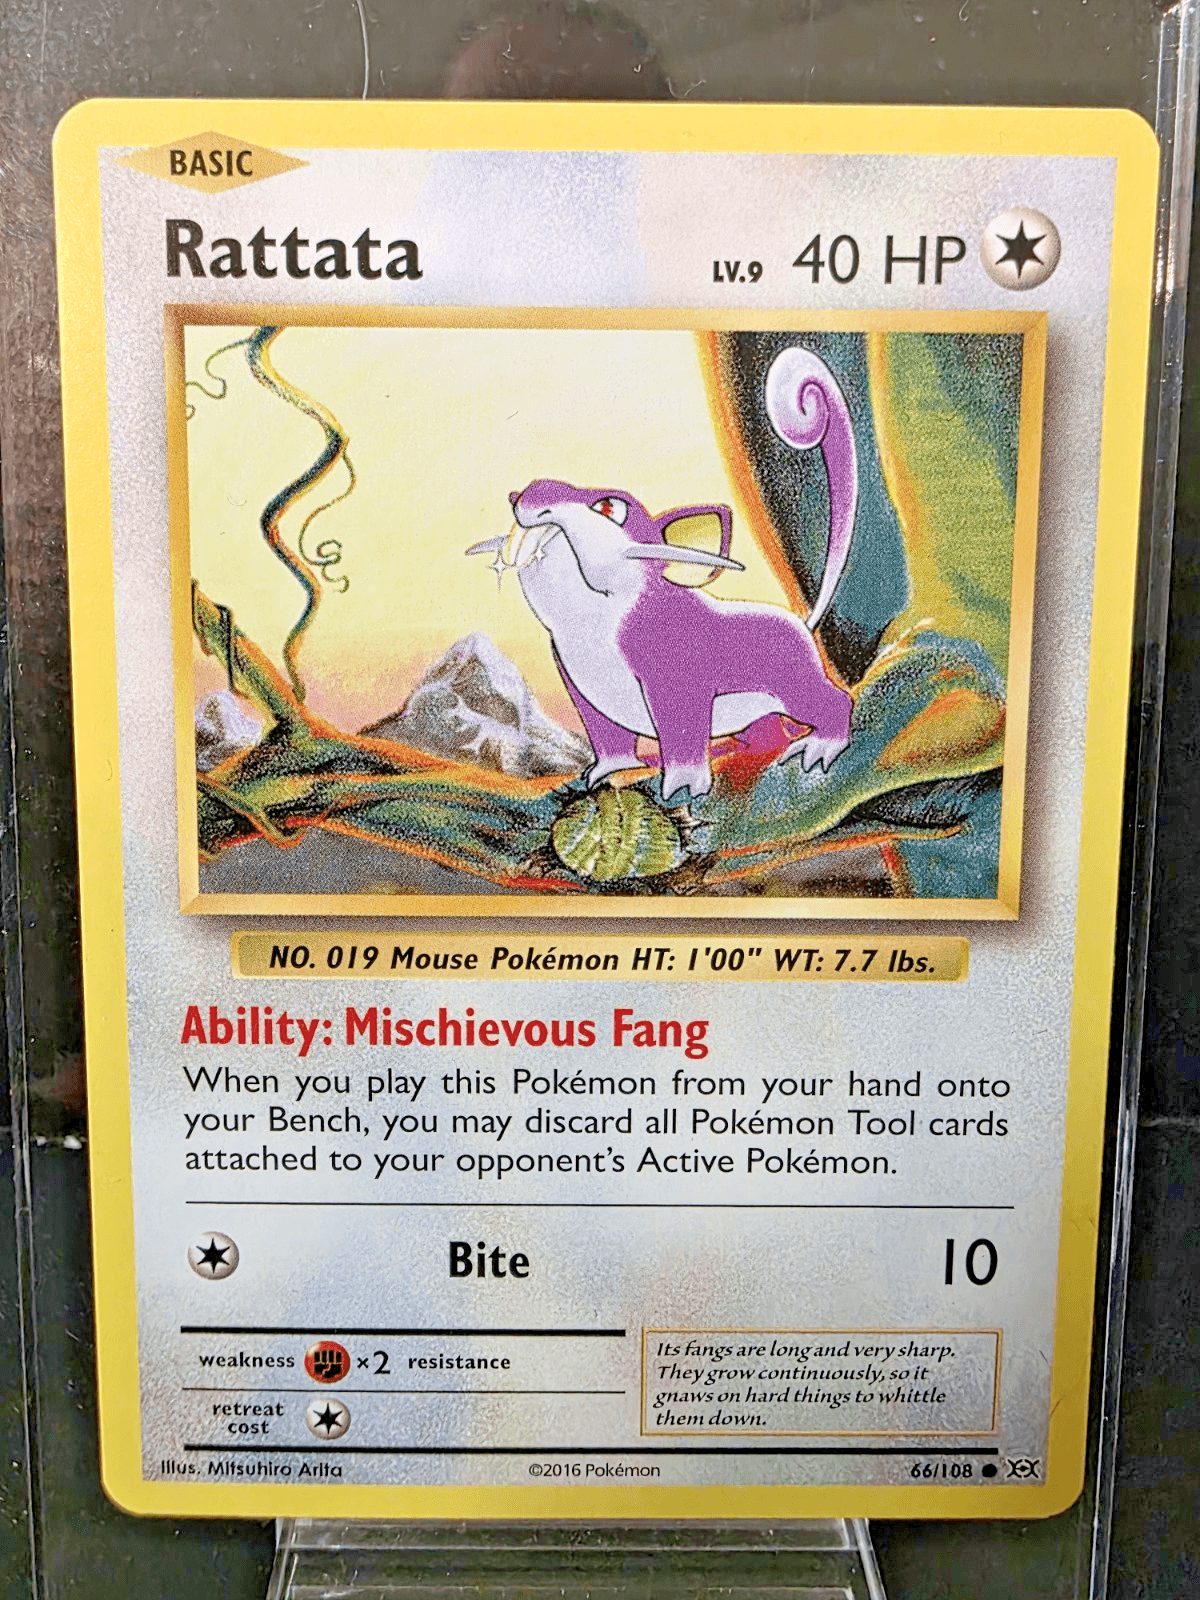 BASIC
Rattata LV.9 40 HP
NO. 019 Mouse Pokémon HT: 1'00" WT: 7.7 lbs.
Ability: Mischievous Fang
When you play this Pokémon from your hand onto
your Bench, you may discard all Pokémon Tool cards
attached to your opponent's Active Pokémon.
Bite 10
weakness ×2 resistance
retreat
cost
Its fangs are long and very sharp.
They grow continuously, so it
gnaws on hard things to whittle
them down.
Illus. Mitsuhiro Arita ©2016 Pokémon 66/108